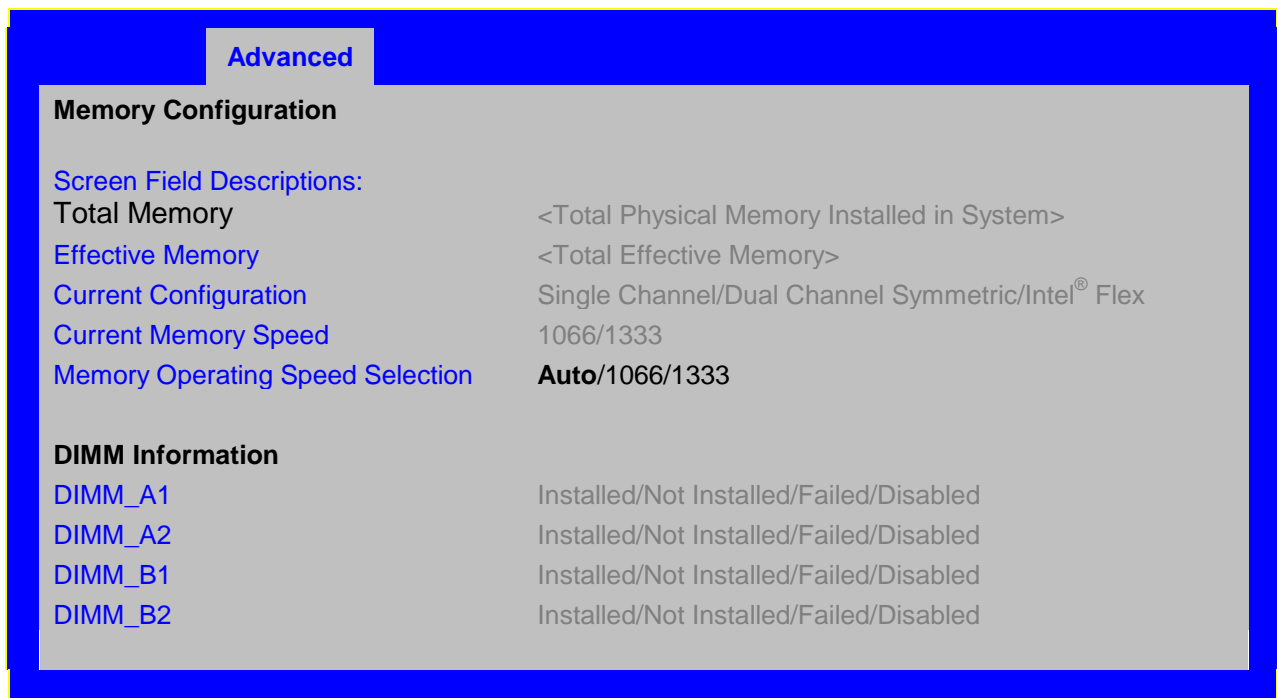 Advanced
Memory Configuration
Screen Field Descriptions:
Total Memory <Total Physical Memory Installed in System>
Effective Memory <Total Effective Memory>
Current Configuration Single Channel/Dual Channel Symmetric/Intel® Flex
Current Memory Speed 1066/1333
Memory Operating Speed Selection Auto/1066/1333
DIMM Information
DIMM_A1 Installed/Not Installed/Failed/Disabled
DIMM_A2 Installed/Not Installed/Failed/Disabled
DIMM_B1 Installed/Not Installed/Failed/Disabled
DIMM_B2 Installed/Not Installed/Failed/Disabled